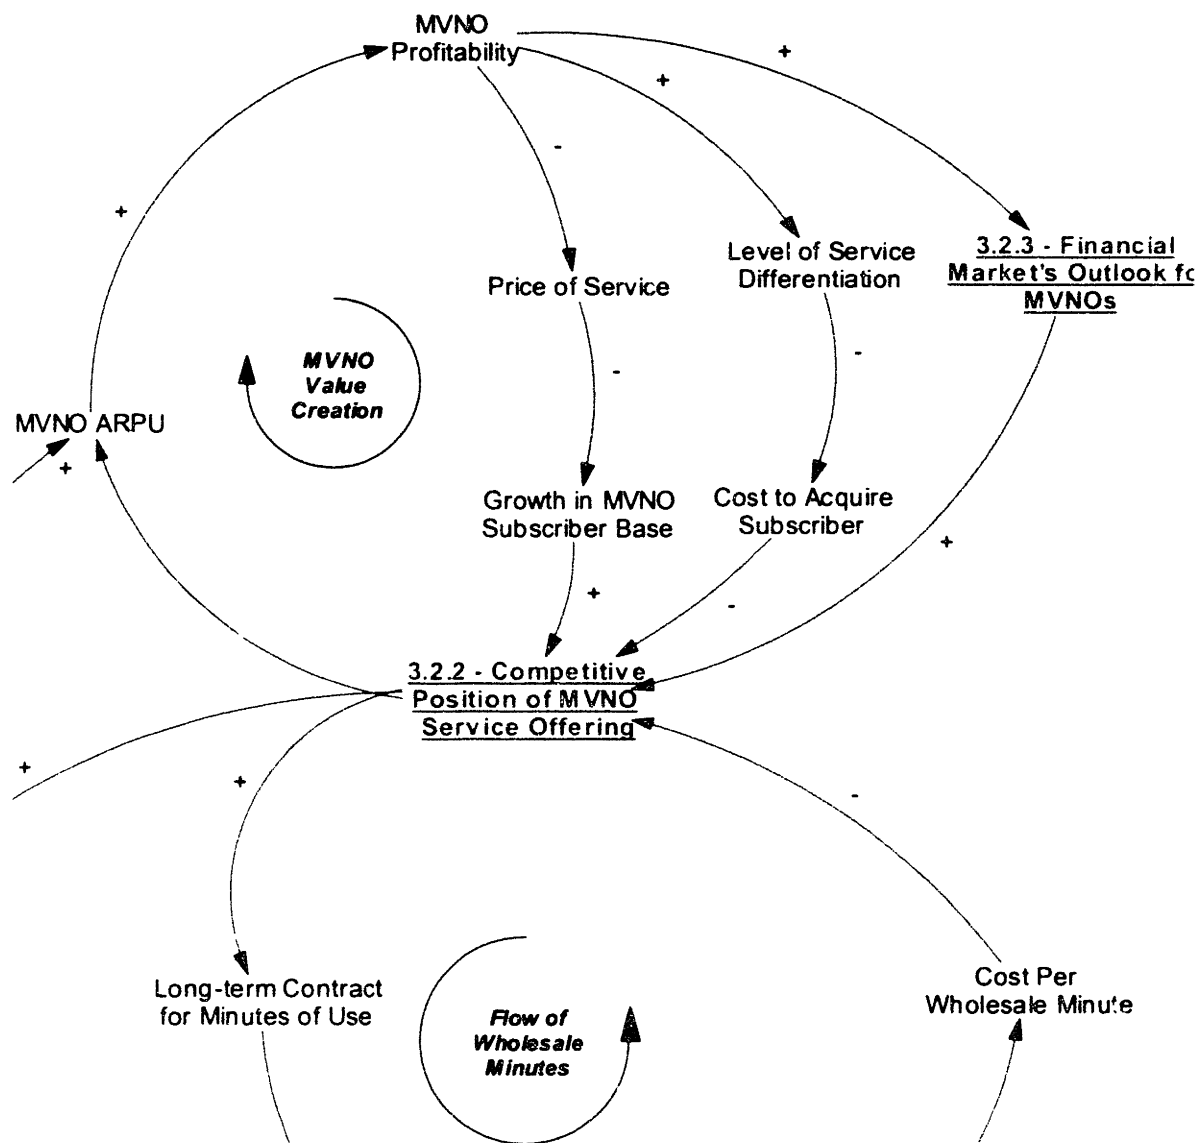 MVNO
Profitability
+
+
-
+
Level of Service
Differentiation
3.2.3 - Financial
Market's Outlook fo
MVNOs
Price of Service
MVNO
Value
Creation
-
-
MVNO ARPU
+
Growth in MVNO
Subscriber Base
Cost to Acquire
Subscriber
+
+
-
3.2.2 - Competitive
Position of MVNO
Service Offering
+
+
-
Long-term Contract
for Minutes of Use
Flow of
Wholesale
Minutes
Cost Per
Wholesale Minute